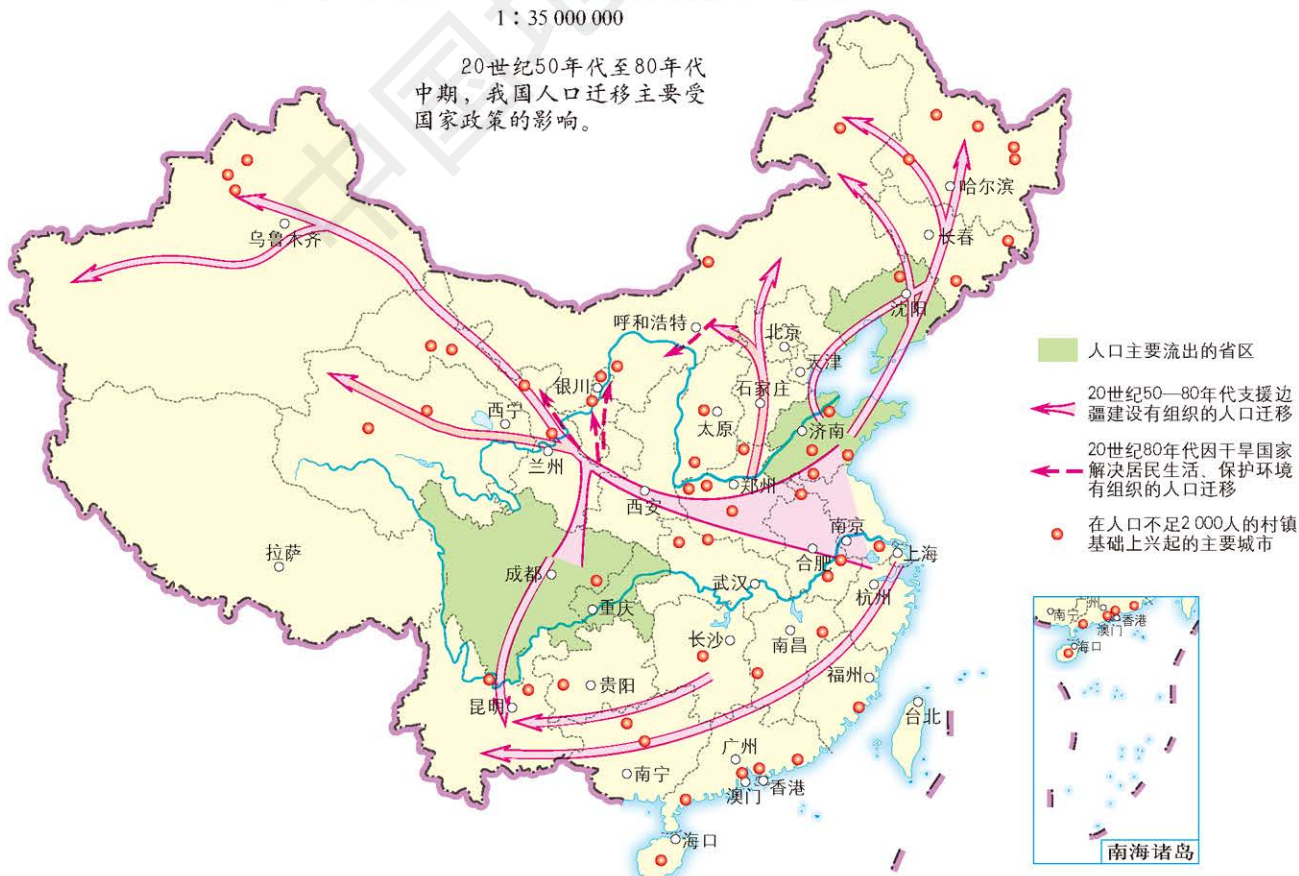 1∶35 000 000
20世纪50年代至80年代
中期，我国人口迁移主要受
国家政策的影响。
哈尔滨
长春
乌鲁木齐
沈阳
呼和浩特
北京
天津
银川
石家庄
太原
济南
西宁
兰州
郑州
西安
南京
合肥
上海
拉萨
成都
武汉
杭州
重庆
南昌
长沙
贵阳
福州
昆明
台北
广州
南宁
香港
澳门
海口
人口主要流出的省区
20世纪50—80年代支援边
疆建设有组织的人口迁移
20世纪80年代因干旱国家
解决居民生活、保护环境
有组织的人口迁移
在人口不足2 000人的村镇
基础上兴起的主要城市
广州
南宁
香港
澳门
海口
南海诸岛
中国地